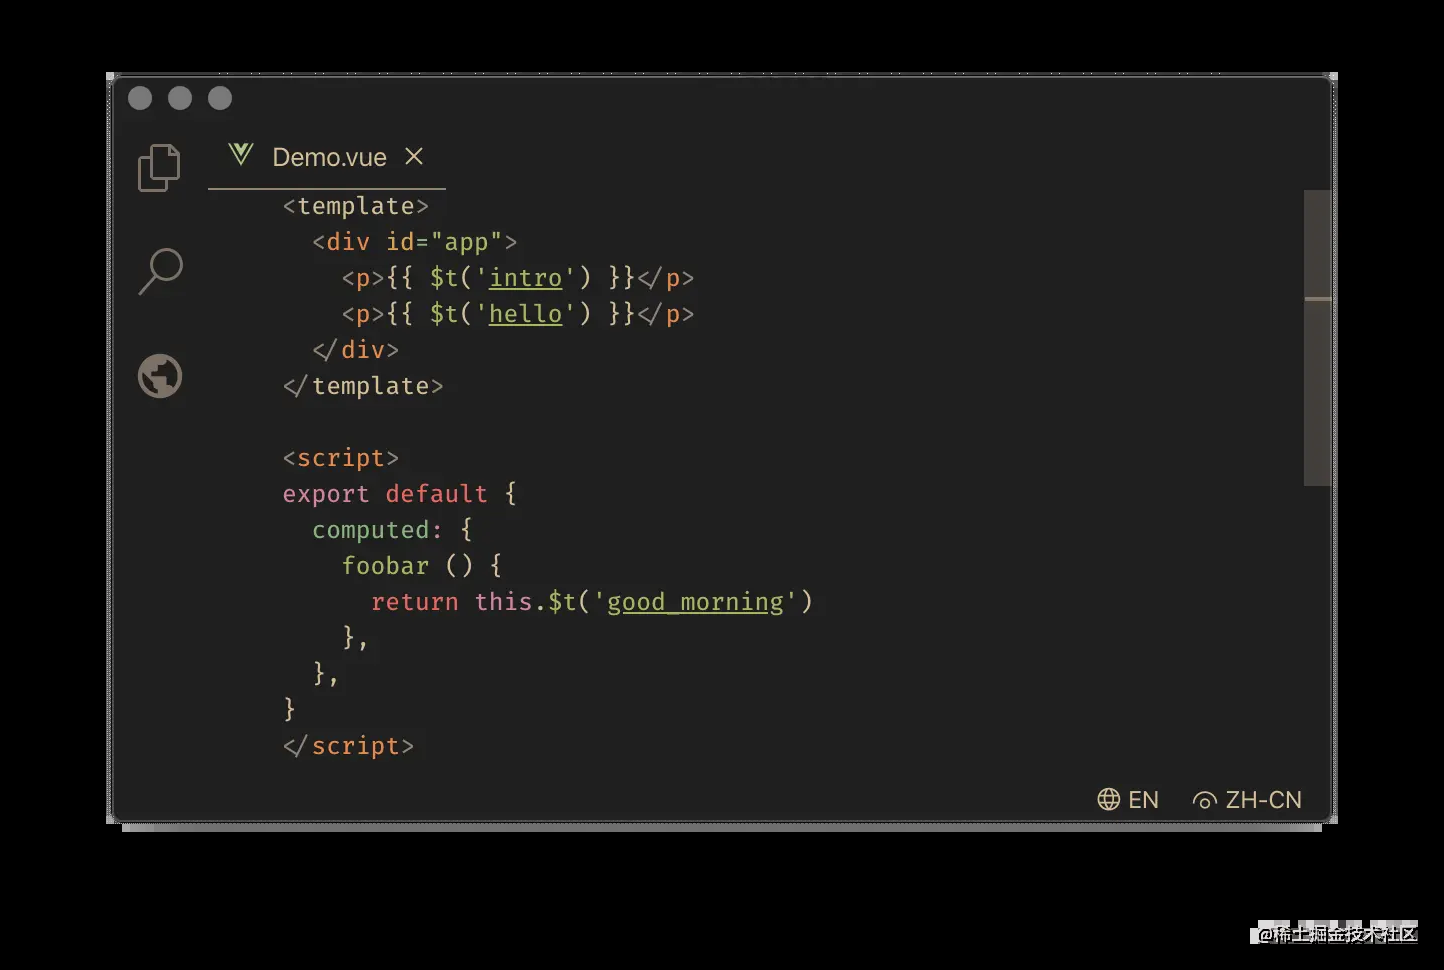 Demo.vue
<template>
<div id="app">
<p>{{ $t('intro') }}</p>
<p>{{ $t('hello') }}</p>
</div>
</template>
<script>
export default {
computed: {
foobar () {
return this.$t('good_morning')
},
},
}
</script>
EN ZH-CN
@稀土掘金技术社区